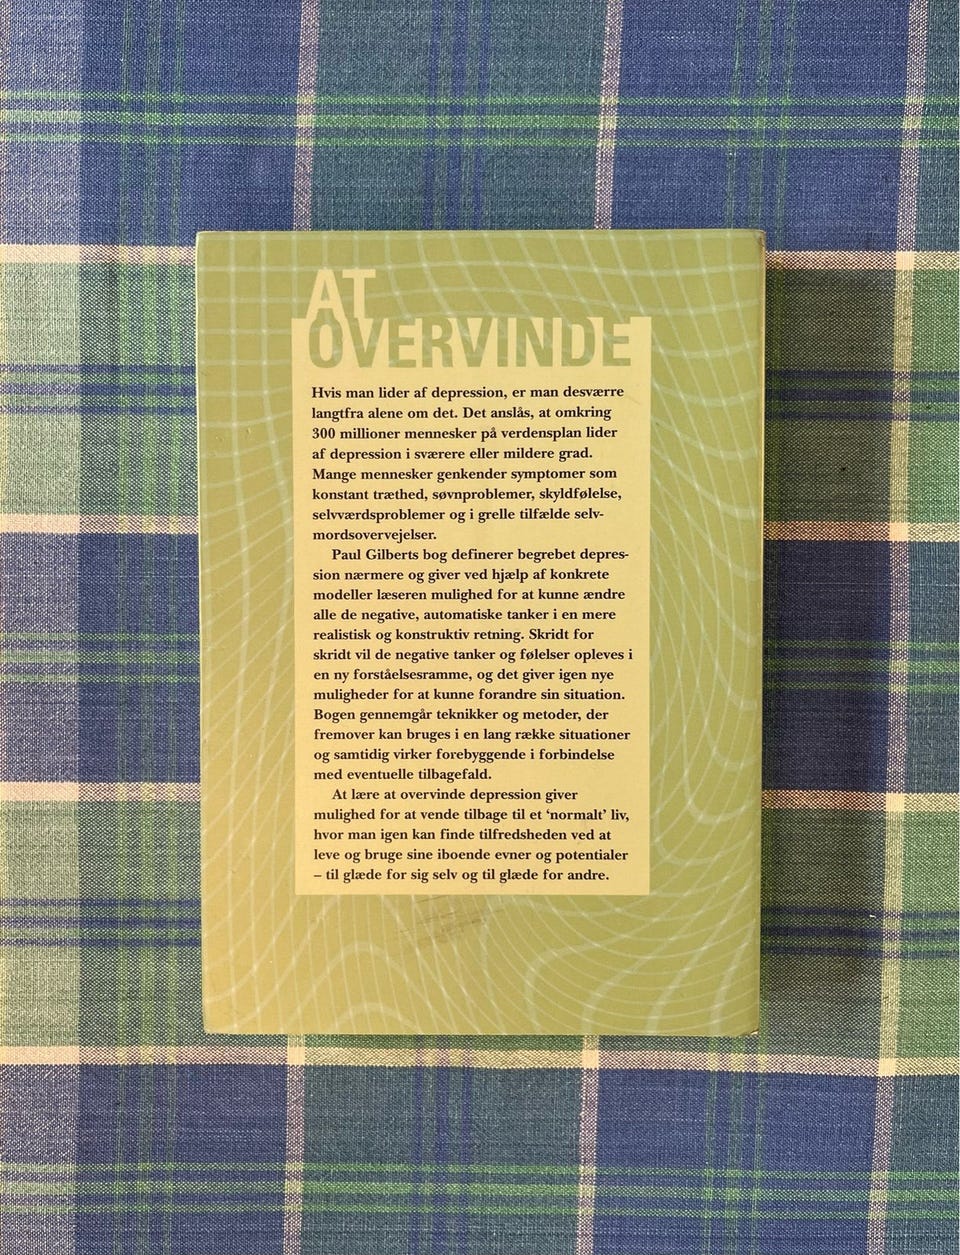 AT
OVERVINDE
Hvis man lider af depression, er man desværre
langtfra alene om det. Det anslås, at omkring
300 millioner mennesker på verdensplan lider
af depression i sværere eller mildere grad.
Mange mennesker genkender symptomer som
konstant træthed, søvnproblemer, skyldfølelse,
selvværdsproblemer og i grelle tilfælde selv-
mordsovervejelser.
Paul Gilberts bog definerer begrebet depres-
sion nærmere og giver ved hjælp af konkrete
modeller læseren mulighed for at kunne ændre
alle de negative, automatiske tanker i en mere
realistisk og konstruktiv retning. Skridt for
skridt vil de negative tanker og følelser opleves i
en ny forståelsesramme, og det giver igen nye
muligheder for at kunne forandre sin situation.
Bogen gennemgår teknikker og metoder, der
fremover kan bruges i en lang række situationer
og samtidig virker forebyggende i forbindelse
med eventuelle tilbagefald.
At lære at overvinde depression giver
mulighed for at vende tilbage til et ‘normalt’ liv,
hvor man igen kan finde tilfredsheden ved at
leve og bruge sine iboende evner og potentialer
– til glæde for sig selv og til glæde for andre.